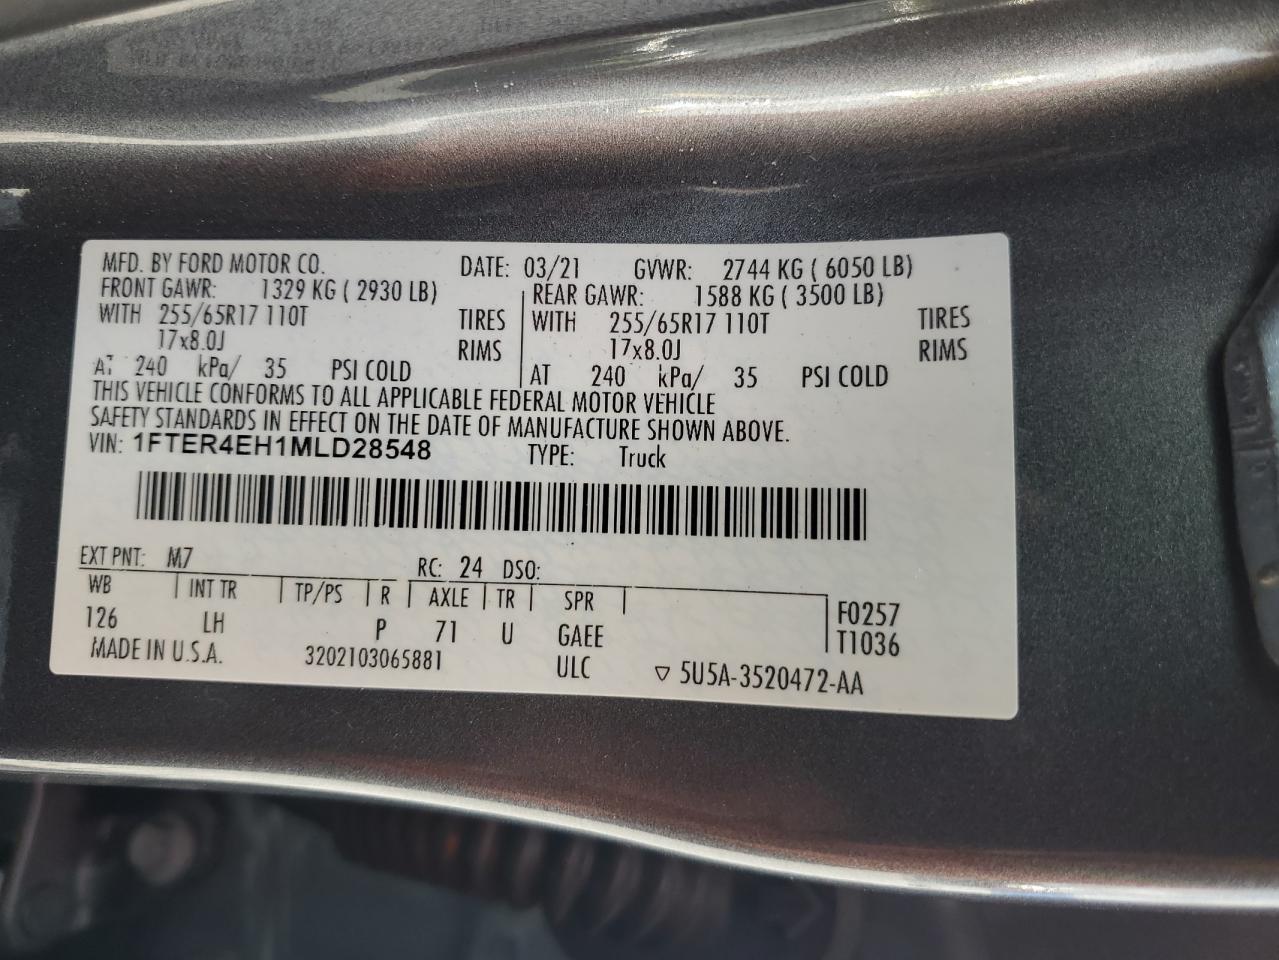 MFD. BY FORD MOTOR CO. DATE: 03/21 GVWR: 2744 KG ( 6050 LB)
FRONT GAWR: 1329 KG ( 2930 LB) REAR GAWR: 1588 KG ( 3500 LB)
WITH 255/65R17 110T TIRES WITH 255/65R17 110T TIRES
17x8.0J RIMS 17x8.0J RIMS
AT 240 kPa/ 35 PSI COLD AT 240 kPa/ 35 PSI COLD
THIS VEHICLE CONFORMS TO ALL APPLICABLE FEDERAL MOTOR VEHICLE
SAFETY STANDARDS IN EFFECT ON THE DATE OF MANUFACTURE SHOWN ABOVE.
VIN: 1FTER4EH1MLD28548 TYPE: Truck
EXT PNT: M7 RC: 24 DSO:
WB INT TR TP/PS R AXLE TR SPR F0257
126 LH P 71 U GAEE T1036
MADE IN U.S.A. 3202103065881 ULC ▽ 5U5A-3520472-AA